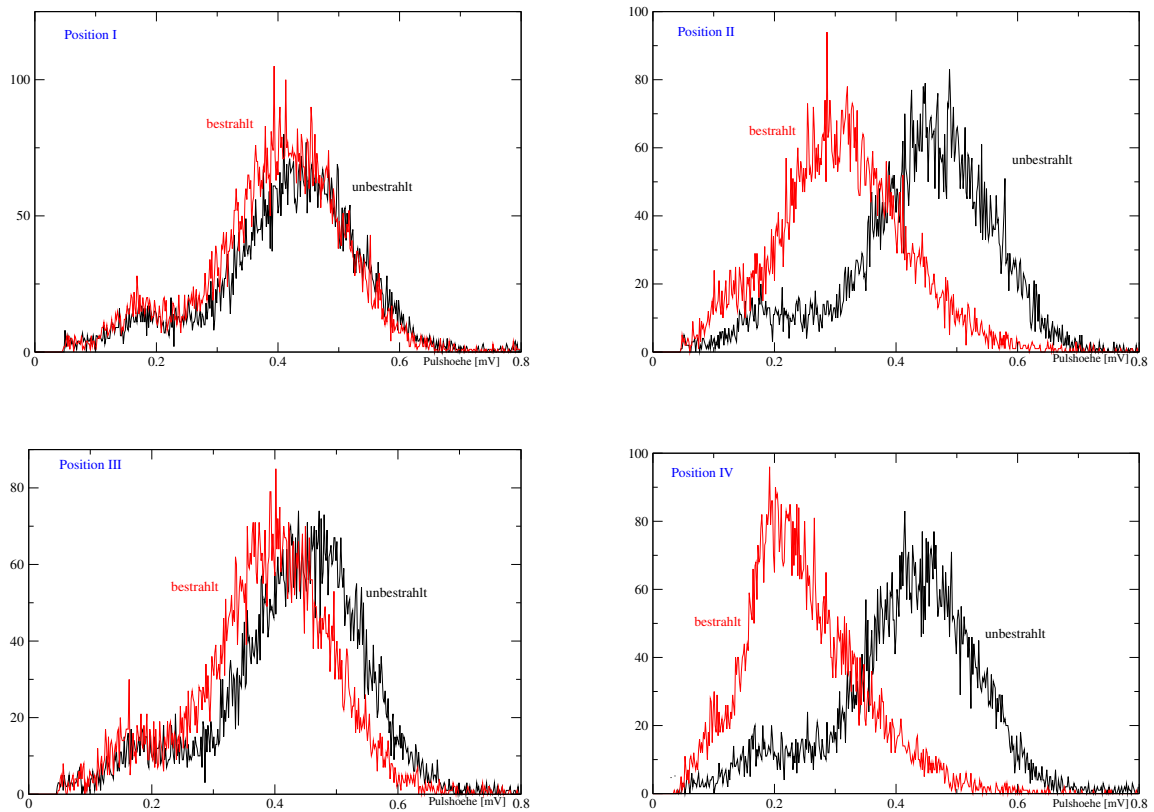 Position I
bestrahlt
unbestrahlt
100
50
0
0 0.2 0.4 0.6 0.8
Pulshoehe [mV]
Position II
bestrahlt
unbestrahlt
100
80
60
40
20
0
0 0.2 0.4 0.6 0.8
Pulshoehe [mV]
Position III
bestrahlt
unbestrahlt
80
60
40
20
0
0 0.2 0.4 0.6 0.8
Pulshoehe [mV]
Position IV
bestrahlt
unbestrahlt
100
80
60
40
20
0
0 0.2 0.4 0.6 0.8
Pulshoehe [mV]